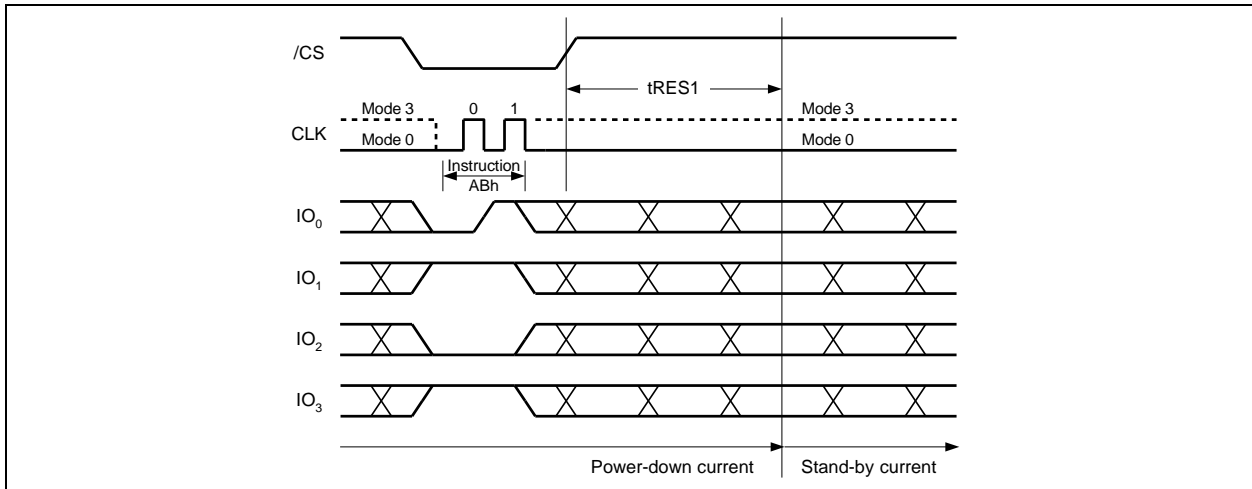 /CS
tRES1
Mode 3 0 1 Mode 3
CLK
Mode 0 Mode 0
Instruction
ABh
IO0
IO1
IO2
IO3
Power-down current Stand-by current